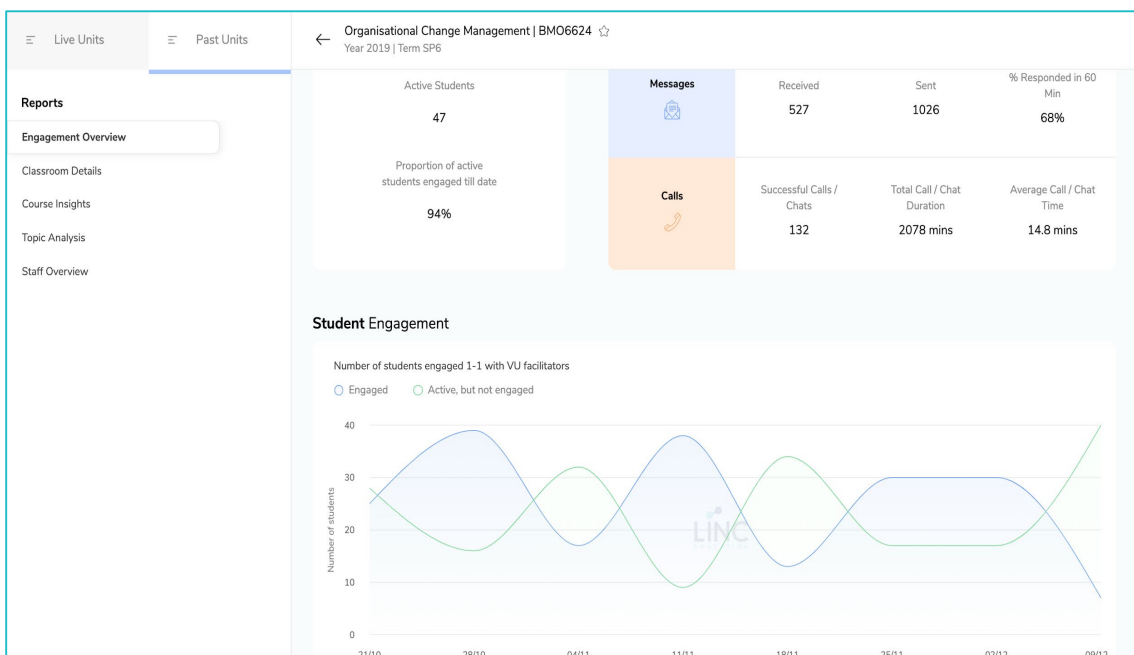 Live Units
Past Units
Organisational Change Management | BMO6624
Year 2019 | Term SP6
Reports
Engagement Overview
Classroom Details
Course Insights
Topic Analysis
Staff Overview
Active Students
47
Proportion of active
students engaged till date
94%
Messages
Received
527
Sent
1026
% Responded in 60
Min
68%
Calls
Successful Calls /
Chats
132
Total Call / Chat
Duration
2078 mins
Average Call / Chat
Time
14.8 mins
Student Engagement
Number of students engaged 1-1 with VU facilitators
Engaged
Active, but not engaged
Number of students
40
30
20
10
0
LINC
21/10
28/10
04/11
11/11
18/11
25/11
02/12
09/12